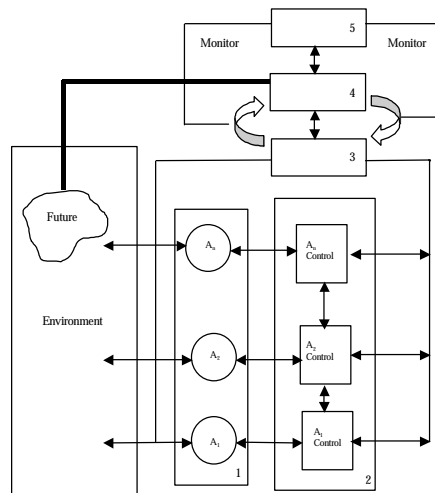 5
Monitor
Monitor
4
3
Future
Aₙ
Aₙ
Control
Environment
A₂
A₂
Control
A₁
A₁
Control
1
2